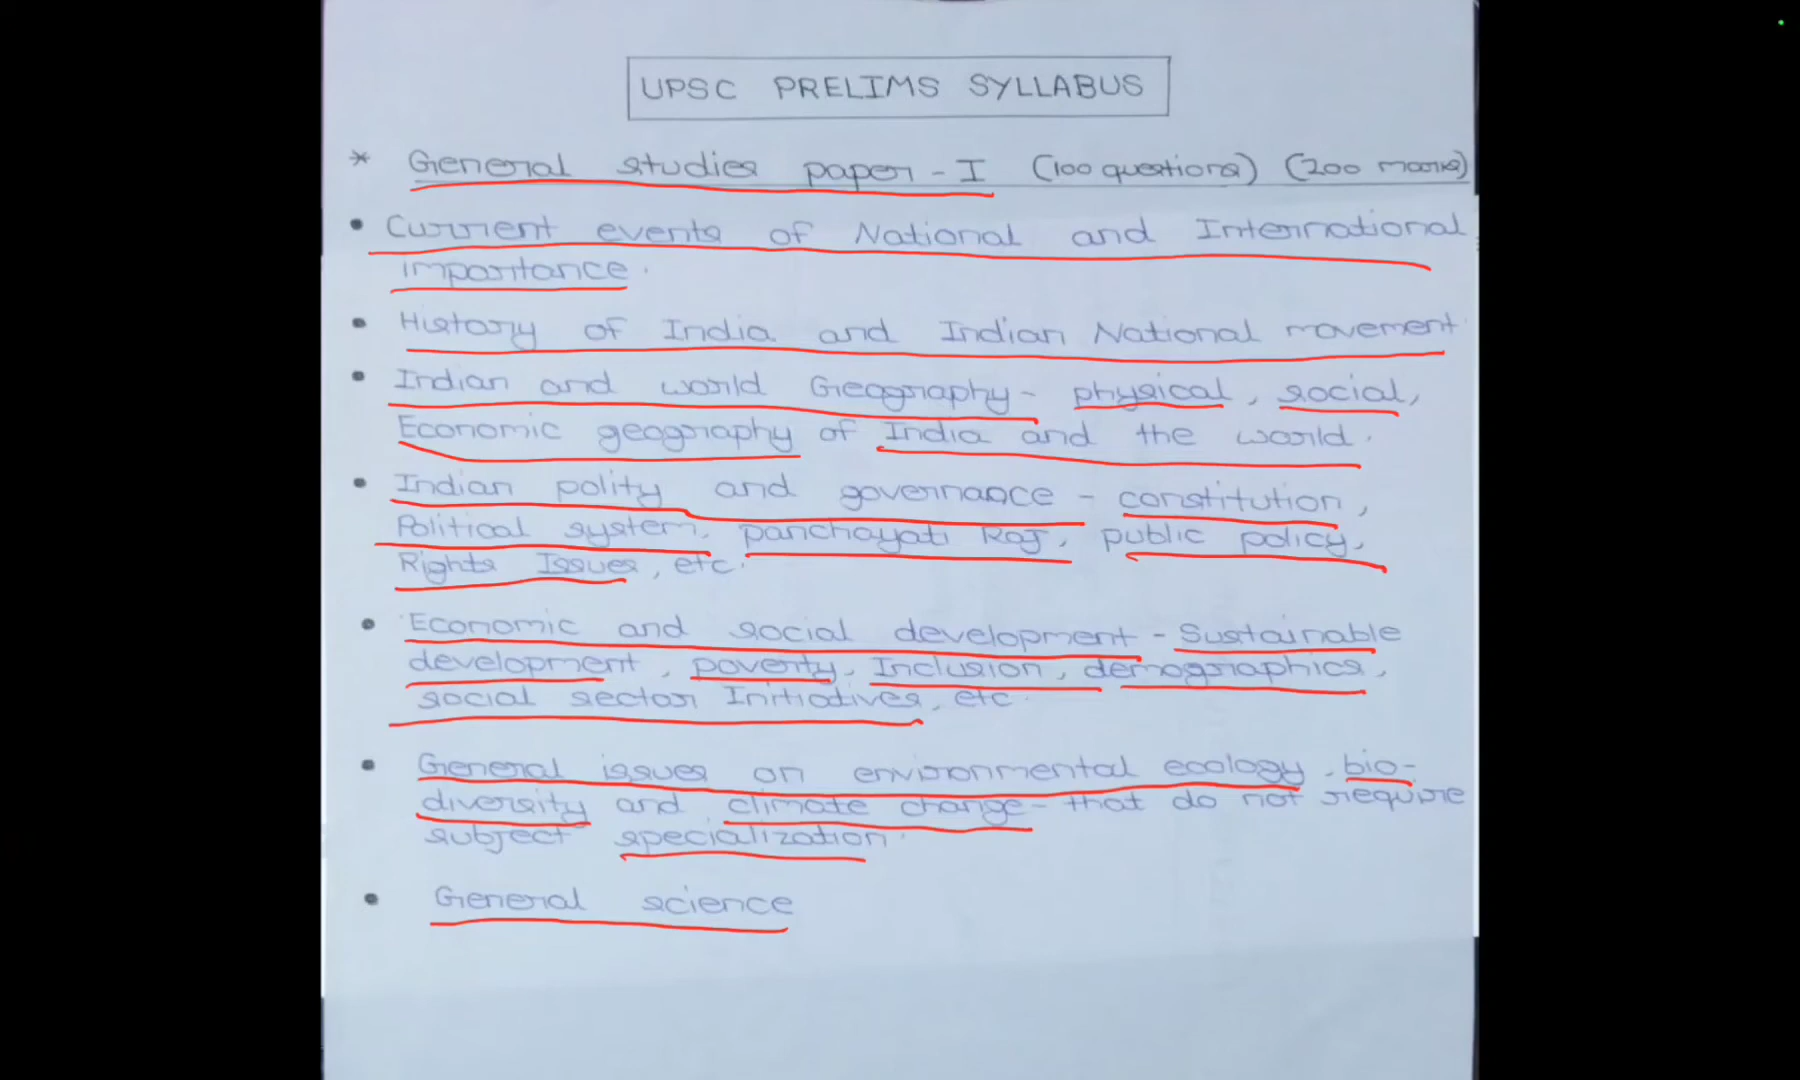 UPSC PRELIMS SYLLABUS
* General studies paper - I (100 questions) (200 marks)
• Current events of National and International
importance.
• History of India and Indian National movement
• Indian and world Geography - physical, social,
Economic geography of India and the world.
• Indian polity and governance - constitution,
Political system, panchayati Raj, public policy,
Rights Issues, etc.
• Economic and social development - Sustainable
development, poverty, Inclusion, demographics,
social sector Initiatives, etc.
• General issues on environmental ecology, bio-
diversity and climate change - that do not require
subject specialization.
• General science